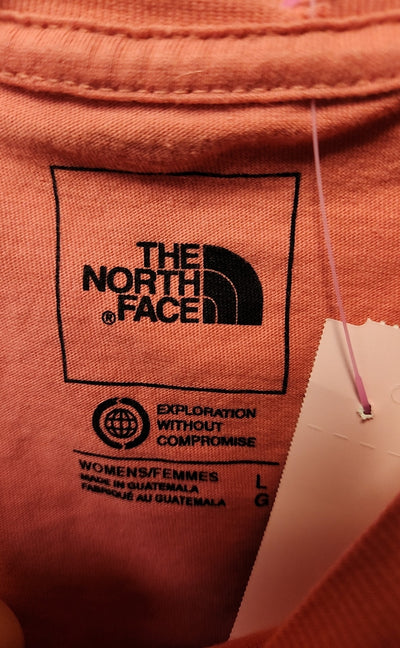 THE
NORTH
®FACE
EXPLORATION
WITHOUT
COMPROMISE
WOMENS/FEMMES L
MADE IN GUATEMALA G
FABRIQUÉ AU GUATEMALA